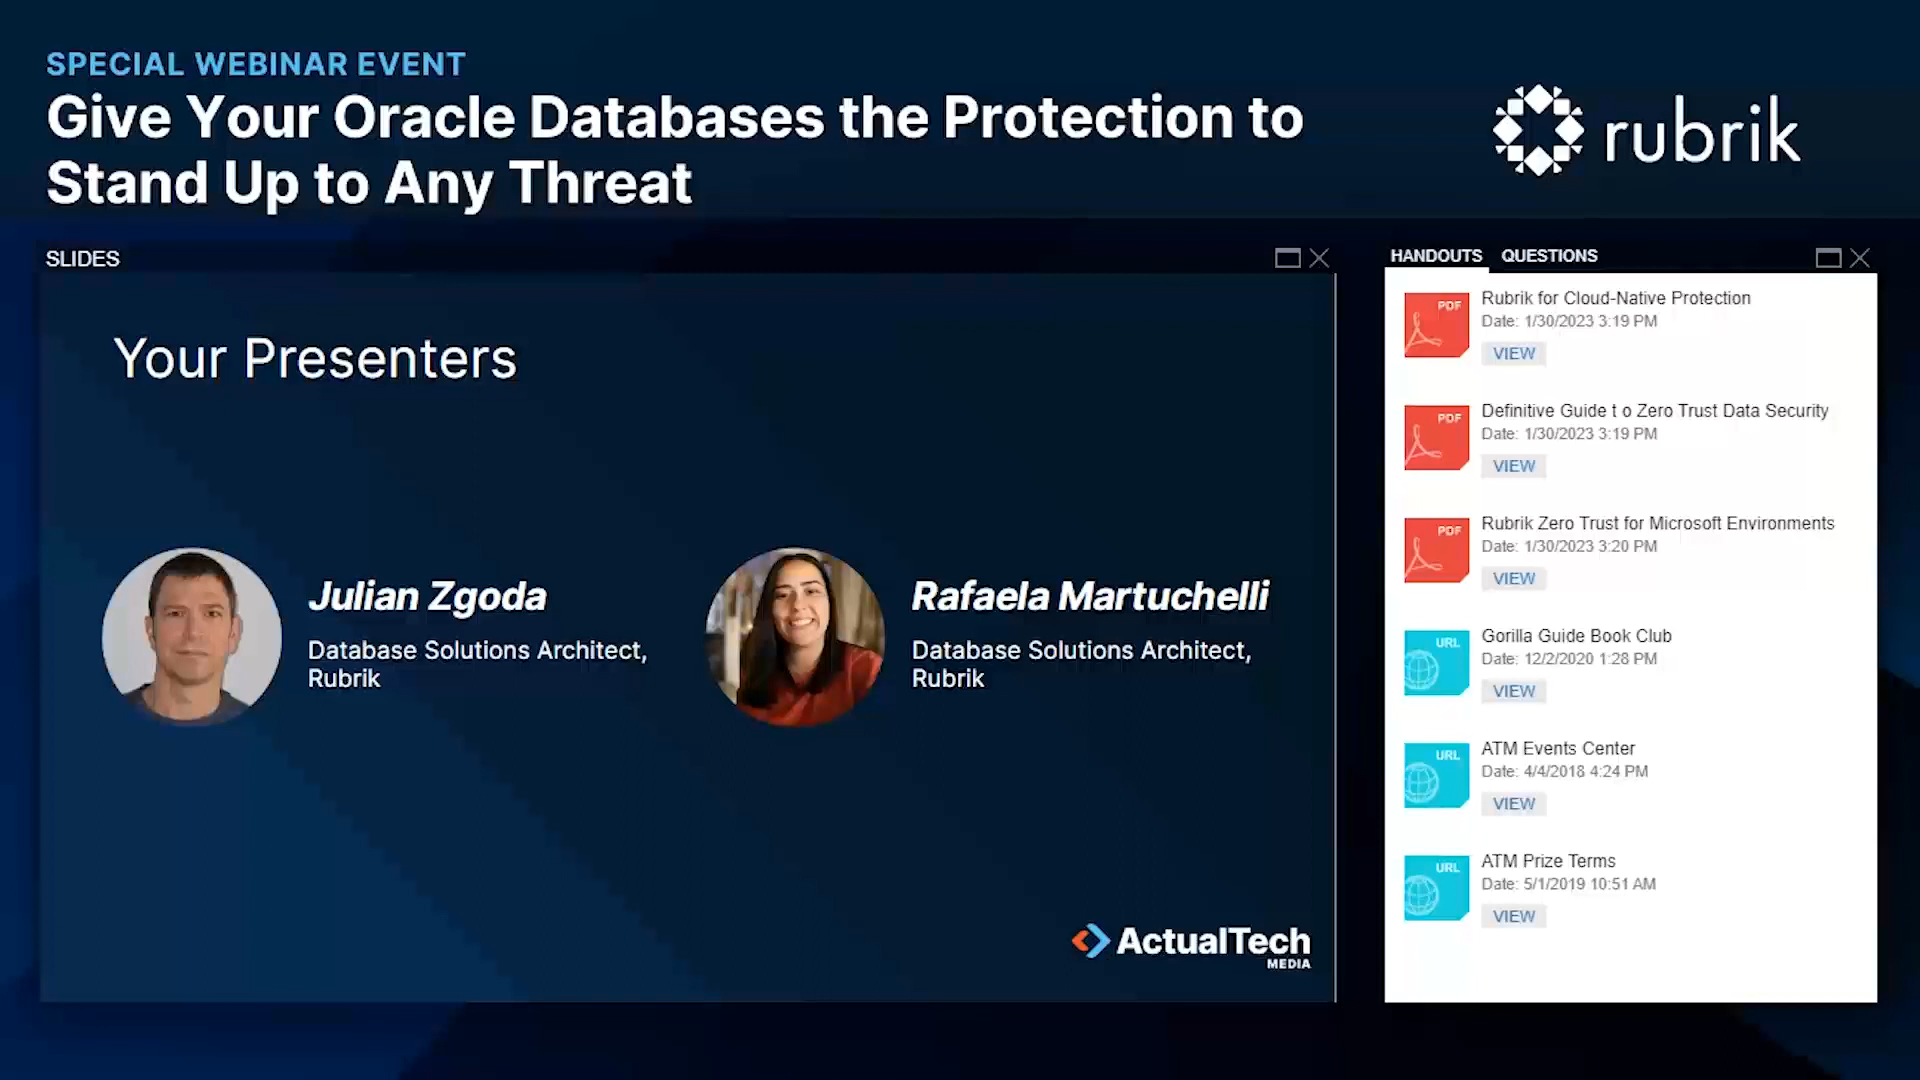 SPECIAL WEBINAR EVENT
Give Your Oracle Databases the Protection to
Stand Up to Any Threat
rubrik
SLIDES
Your Presenters
Julian Zgoda
Database Solutions Architect,
Rubrik
Rafaela Martuchelli
Database Solutions Architect,
Rubrik
ActualTech
MEDIA
HANDOUTS QUESTIONS
PDF
Rubrik for Cloud-Native Protection
Date: 1/30/2023 3:19 PM
VIEW
PDF
Definitive Guide t o Zero Trust Data Security
Date: 1/30/2023 3:19 PM
VIEW
PDF
Rubrik Zero Trust for Microsoft Environments
Date: 1/30/2023 3:20 PM
VIEW
URL
Gorilla Guide Book Club
Date: 12/2/2020 1:28 PM
VIEW
URL
ATM Events Center
Date: 4/4/2018 4:24 PM
VIEW
URL
ATM Prize Terms
Date: 5/1/2019 10:51 AM
VIEW